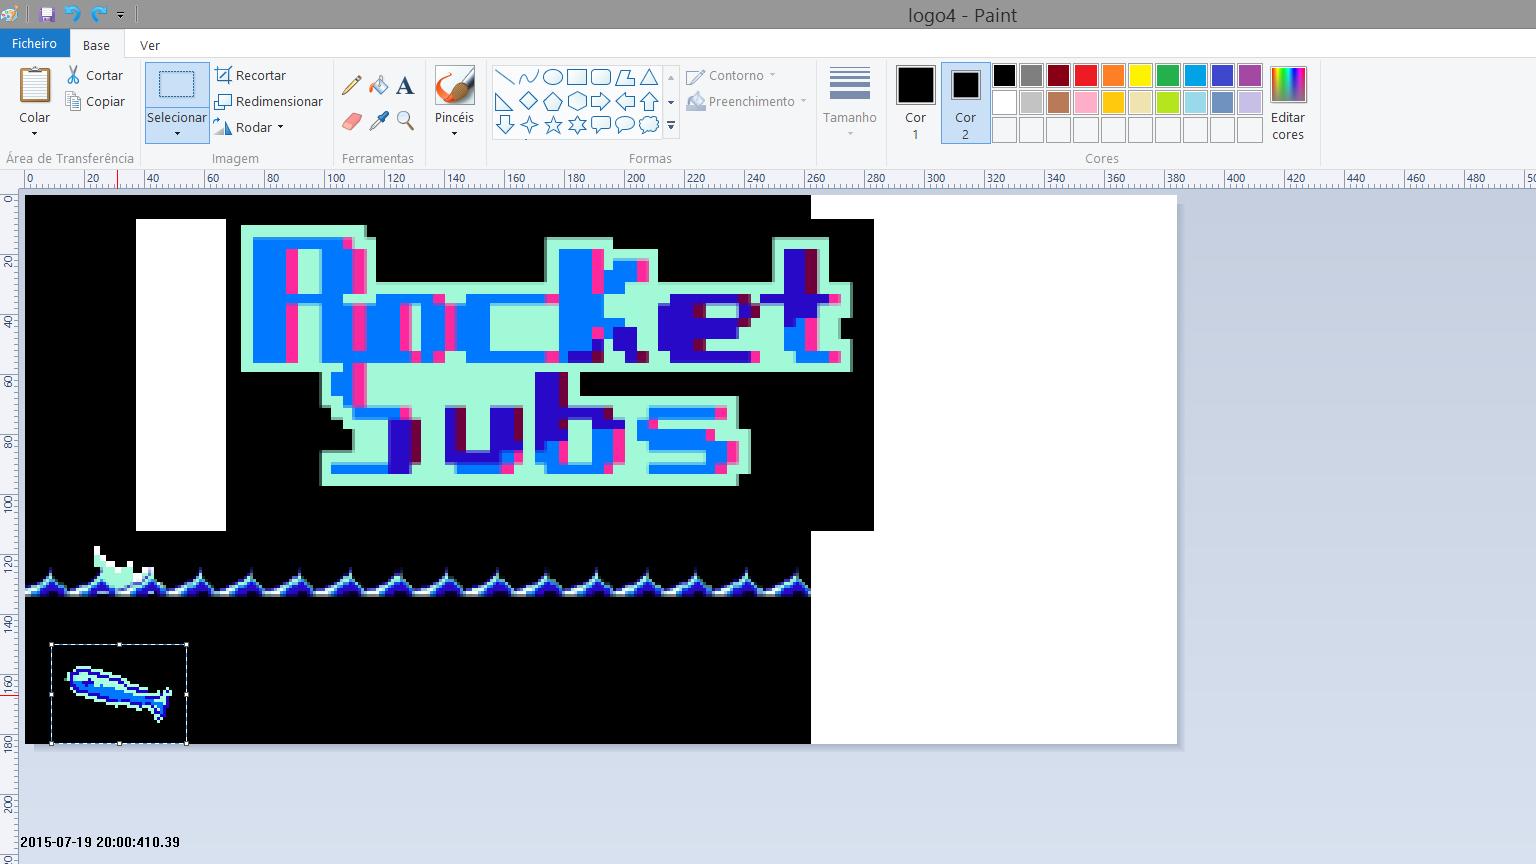 logo4 - Paint
Ficheiro Base Ver
Colar
Cortar
Copiar
Área de Transferência
Selecionar
Recortar
Redimensionar
Rodar
Imagem
Ferramentas
Pincéis
Contorno
Preenchimento
Formas
Tamanho
Cor
1
Cor
2
Editar
cores
Cores
0 20 40 60 80 100 120 140 160 180 200 220 240 260 280 300 320 340 360 380 400 420 440 460 480
0
20
40
60
80
100
120
140
160
180
200
Rocket
Subs
2015-07-19 20:00:410.39